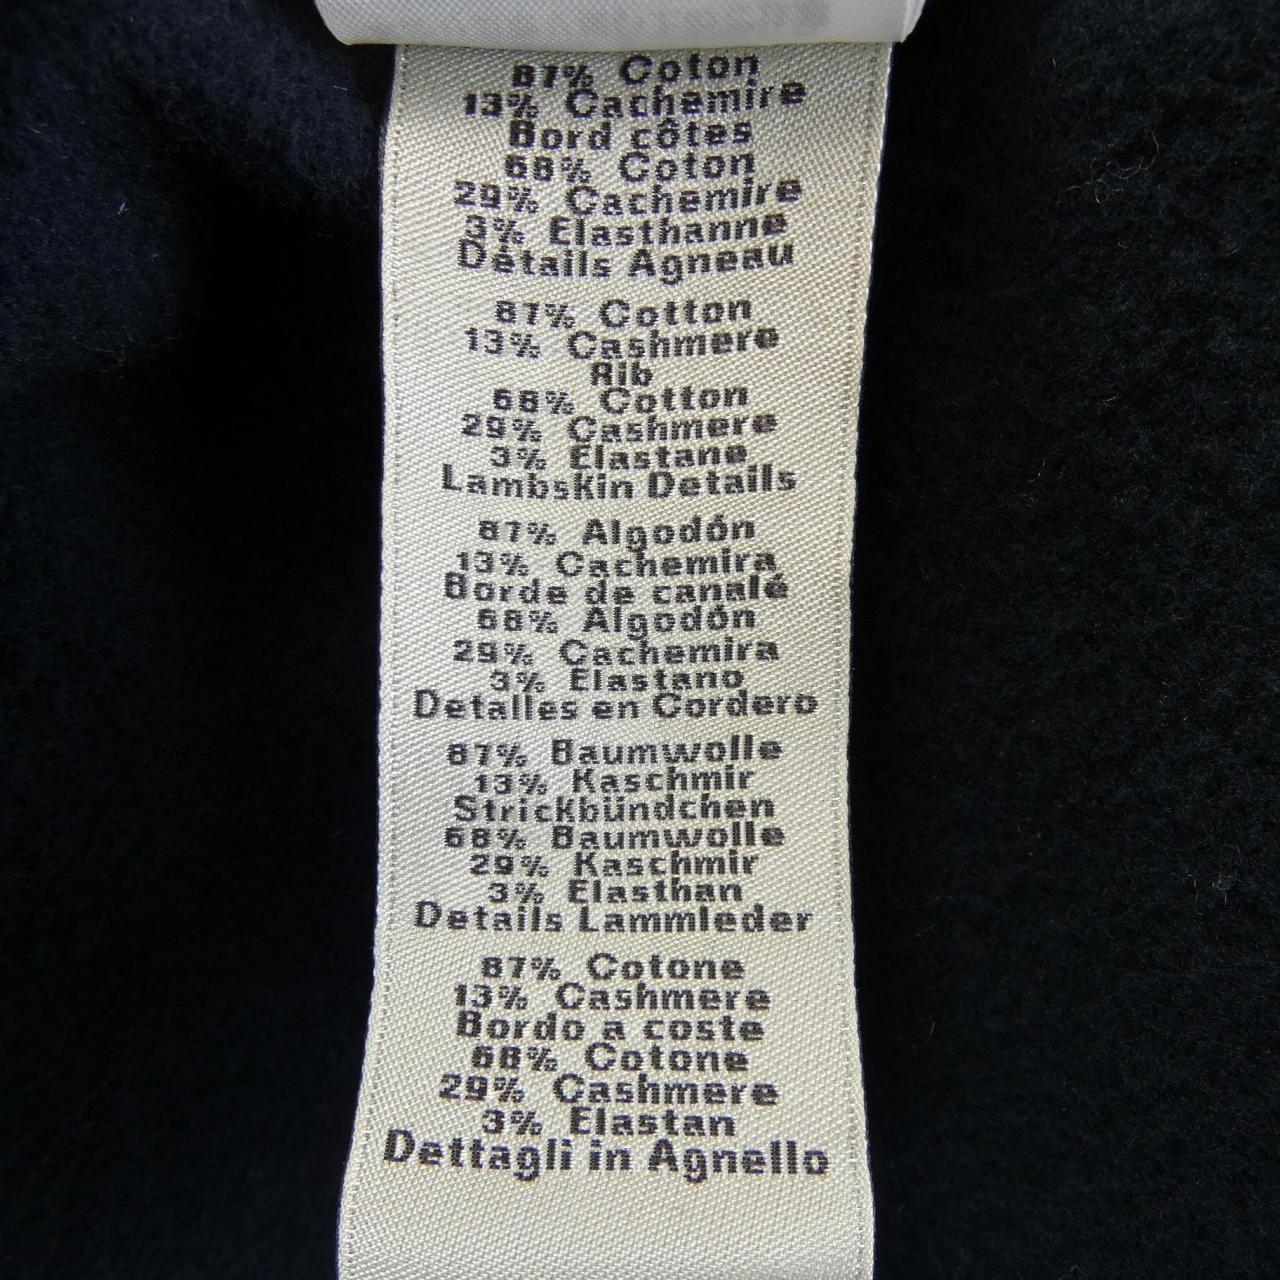 87% Coton
13% Cachemire
Bord côtes
68% Coton
29% Cachemire
3% Elasthanne
Détails Agneau
87% Cotton
13% Cashmere
Rib
68% Cotton
29% Cashmere
3% Elastane
Lambskin Details
87% Algodón
13% Cachemira
Borde de canalé
68% Algodón
29% Cachemira
3% Elastano
Detalles en Cordero
87% Baumwolle
13% Kaschmir
Strickbündchen
68% Baumwolle
29% Kaschmir
3% Elasthan
Details Lammleder
87% Cotone
13% Cashmere
Bordo a coste
68% Cotone
29% Cashmere
3% Elastan
Dettagli in Agnello